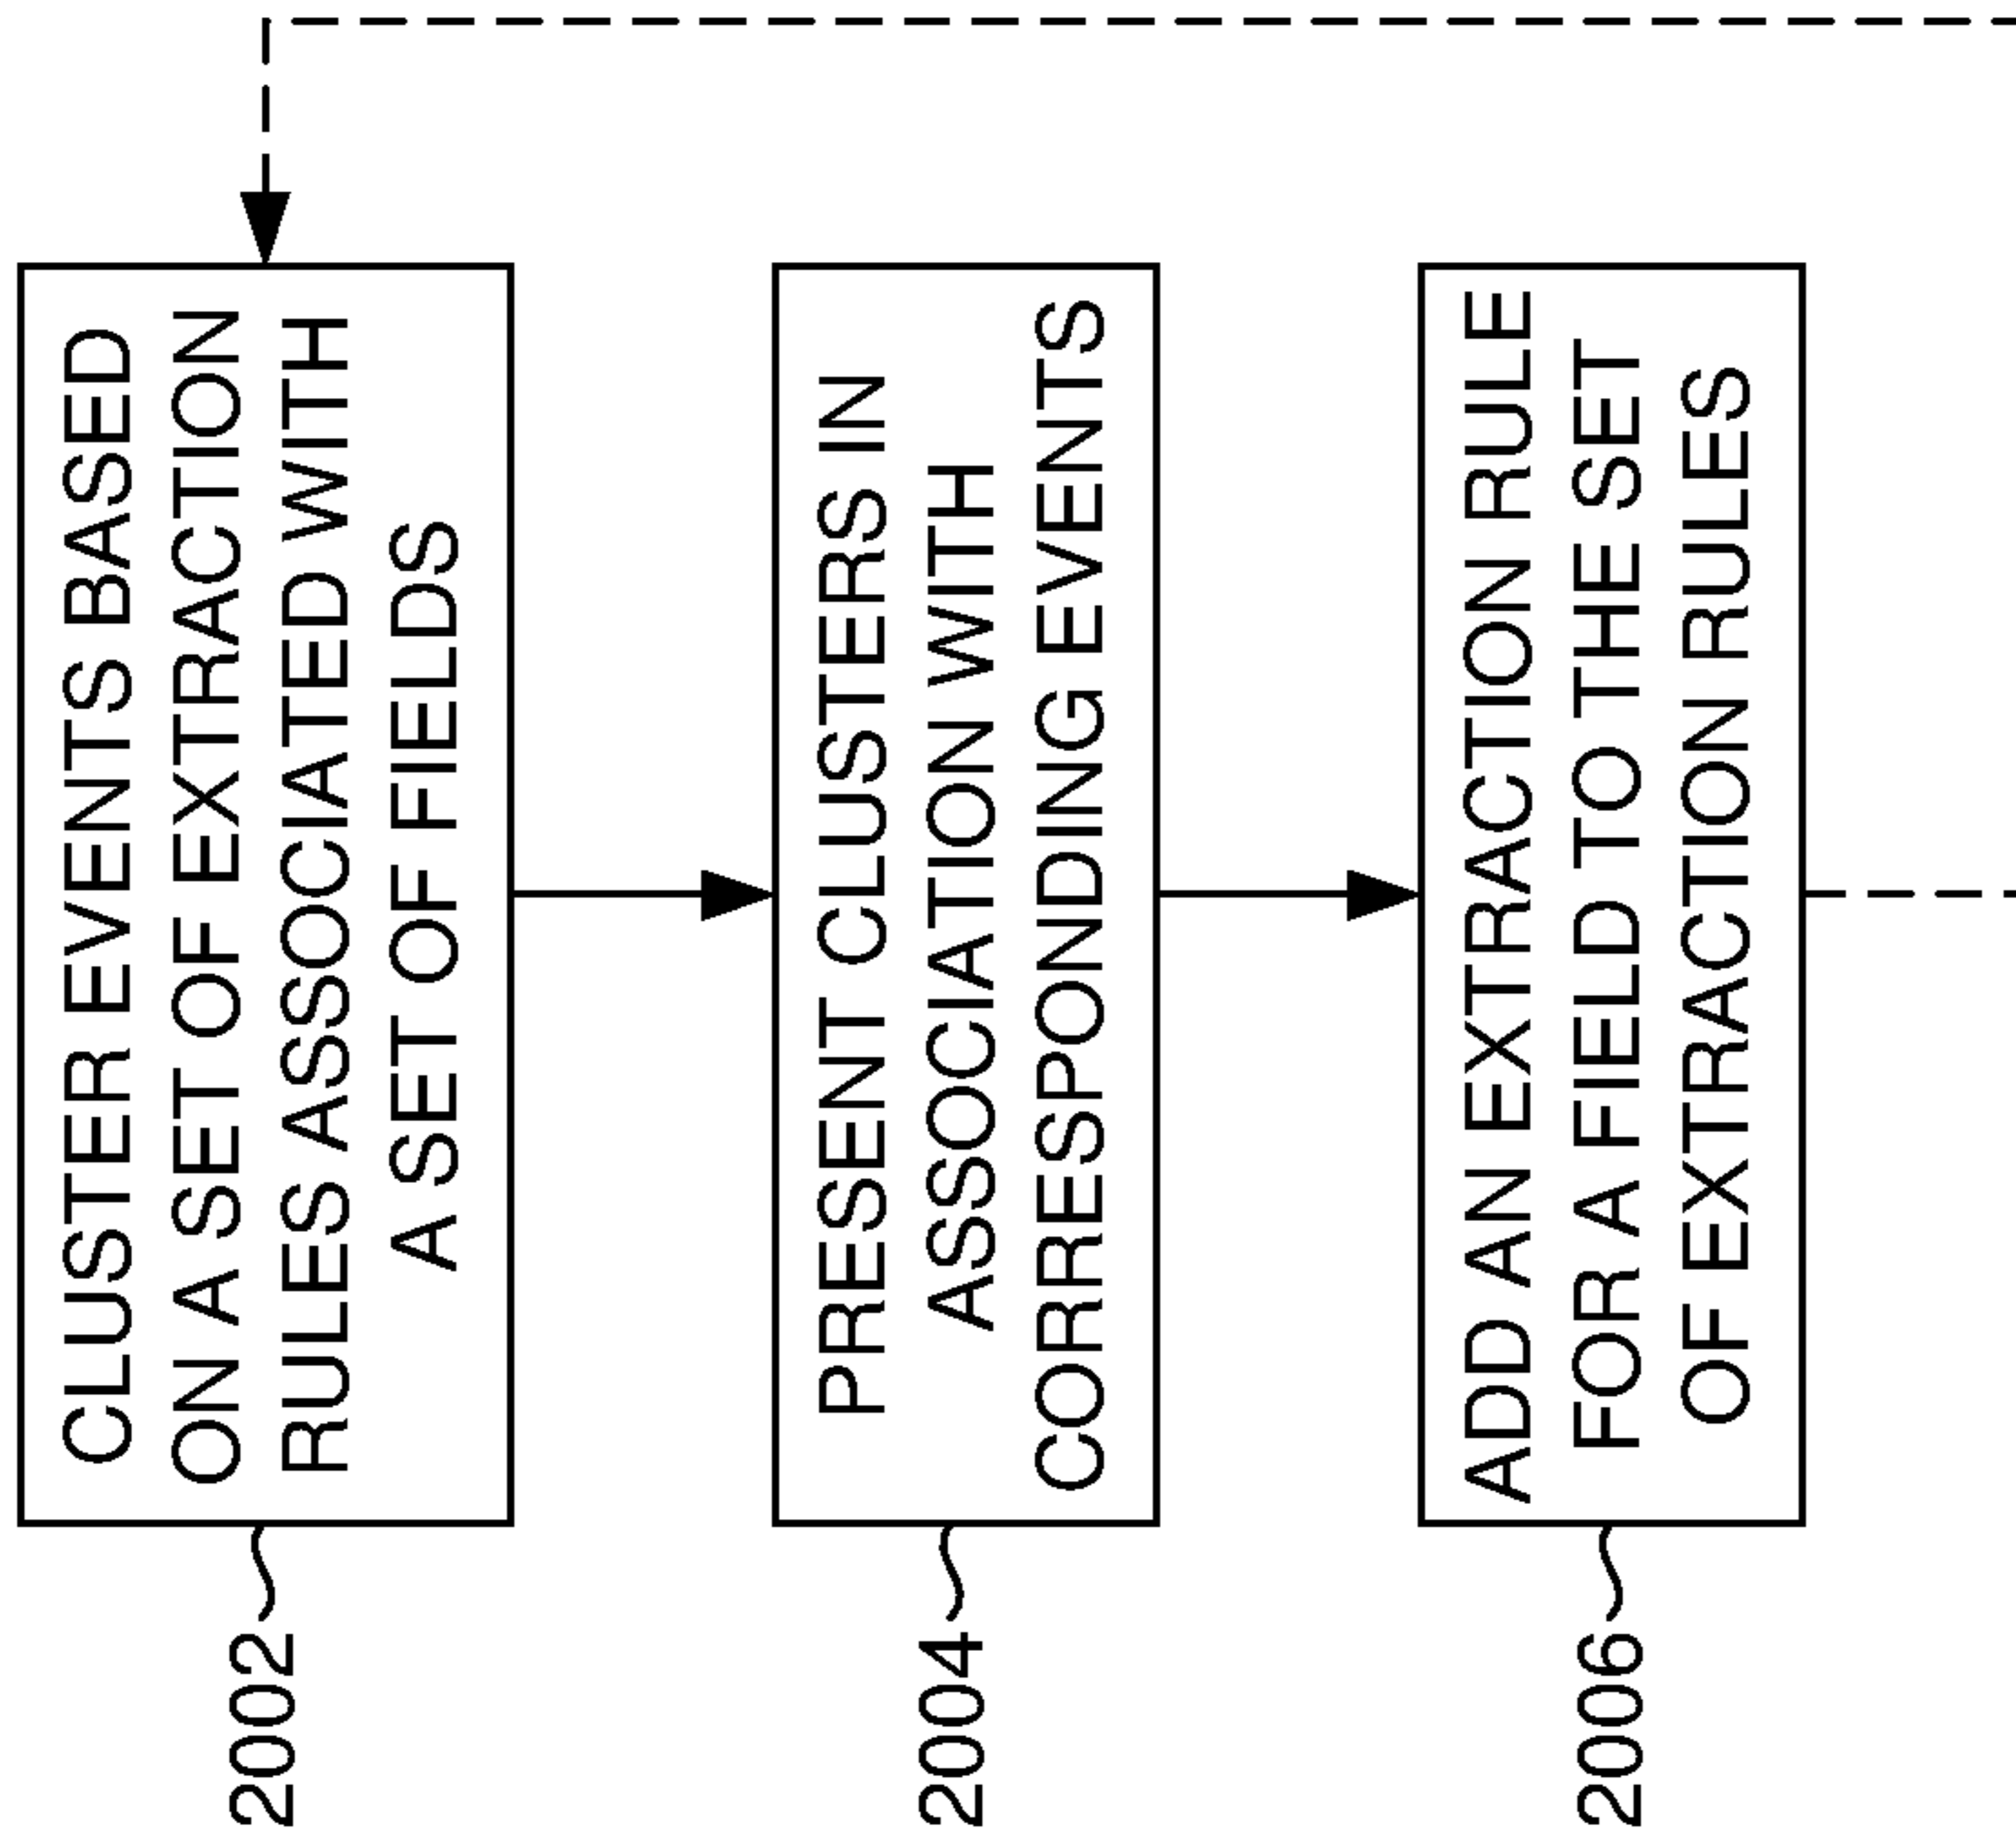 2002
CLUSTER EVENTS BASED
ON A SET OF EXTRACTION
RULES ASSOCIATED WITH
A SET OF FIELDS
2004
PRESENT CLUSTERS IN
ASSOCIATION WITH
CORRESPONDING EVENTS
2006
ADD AN EXTRACTION RULE
FOR A FIELD TO THE SET
OF EXTRACTION RULES